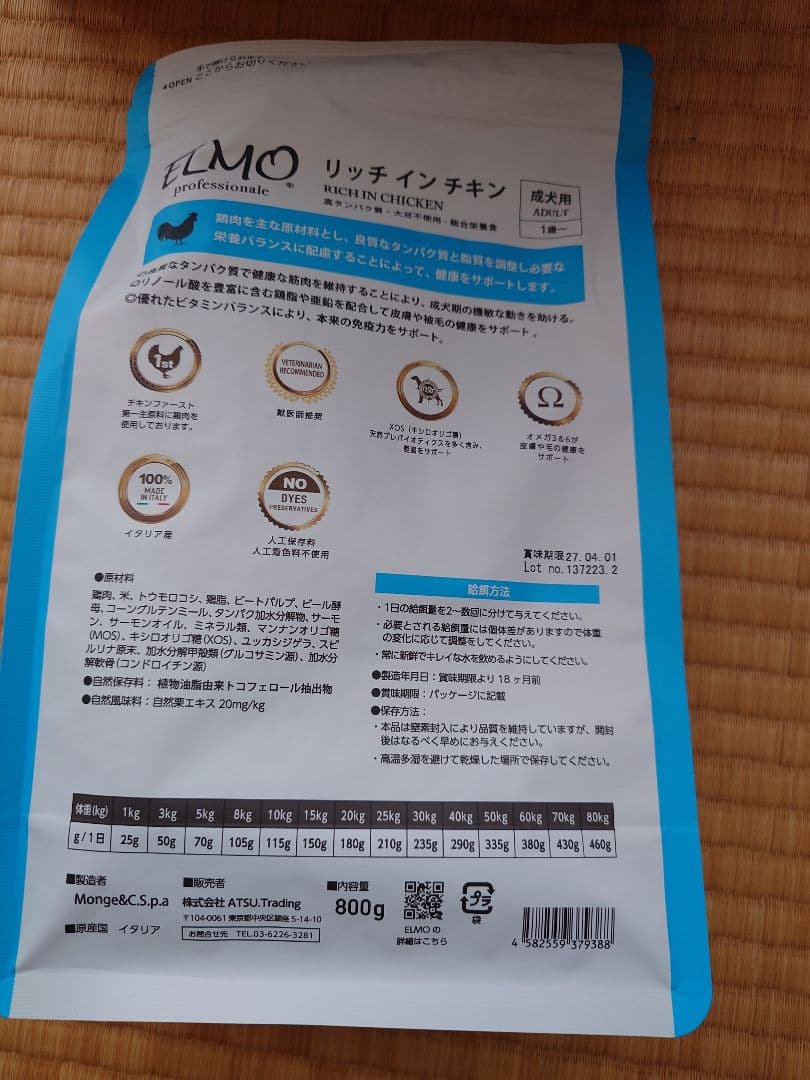 ◄OPEN ここからお切りください
ELMO
professionale
®
リッチ イン チキン
RICH IN CHICKEN
高タンパク質・大豆不使用・総合栄養食
成犬用
ADULT
1歳〜
鶏肉を主な原材料とし、良質なタンパク質と脂質を調整し必要な
栄養バランスに配慮することによって、健康をサポートします。
◎良質なタンパク質で健康な筋肉を維持することにより、成犬期の機敏な動きを助ける。
◎リノール酸を豊富に含む鶏脂や亜鉛を配合して皮膚や被毛の健康をサポート。
◎優れたビタミンバランスにより、本来の免疫力をサポート。
1st
チキンファースト
第一主原料に鶏肉を
使用しております。
VETERINARIAN
RECOMMENDED
獣医師推奨
XOS（キシロオリゴ糖）
天然プレバイオティクスを多く含み、
Ω
オメガ3&6が
皮膚や毛の健康を
サポート
100%
MADE
IN ITALY
イタリア産
NO
DYES
PRESERVATIVES
人工保存料
人工着色料不使用
賞味期限27.04.01
Lot no.137223.2
●原材料
鶏肉、米、トウモロコシ、鶏脂、ビートパルプ、ビール酵
母、コーングルテンミール、タンパク加水分解物、サーモ
ン、サーモンオイル、ミネラル類、マンナンオリゴ糖
(MOS)、キシロオリゴ糖(XOS)、ユッカシジゲラ、スピ
ルリナ原末、加水分解甲殻類(グルコサミン源)、加水分
解軟骨(コンドロイチン源)
●自然保存料：植物油脂由来トコフェロール抽出物
●自然風味料：自然栗エキス 20mg/kg
給餌方法
・1日の給餌量を2〜数回に分けて与えてください。
・必要とされる給餌量には個体差がありますので体重
の変化に応じて調整をしてください。
・常に新鮮でキレイな水を飲めるようにしてください。
●製造年月日：賞味期限より18ヶ月前
●賞味期限：パッケージに記載
●保存方法：
・本品は窒素封入により品質を維持していますが、開封
後はなるべく早めにお与えください。
・高温多湿を避けて乾燥した場所で保存してください。
体重(kg) 1kg 3kg 5kg 8kg 10kg 15kg 20kg 25kg 30kg 40kg 50kg 60kg 70kg 80kg
g/1日 25g 50g 70g 105g 115g 150g 180g 210g 235g 290g 335g 380g 430g 460g
■製造者
Monge&C.S.p.a
■原産国 イタリア
■販売者
株式会社 ATSU.Trading
〒104-0061 東京都中央区銀座 5-14-10
お問合せ先 TEL.03-6226-3281
■内容量
800g
ELMO の
詳細はこちら
プラ
袋
4 582559 379388